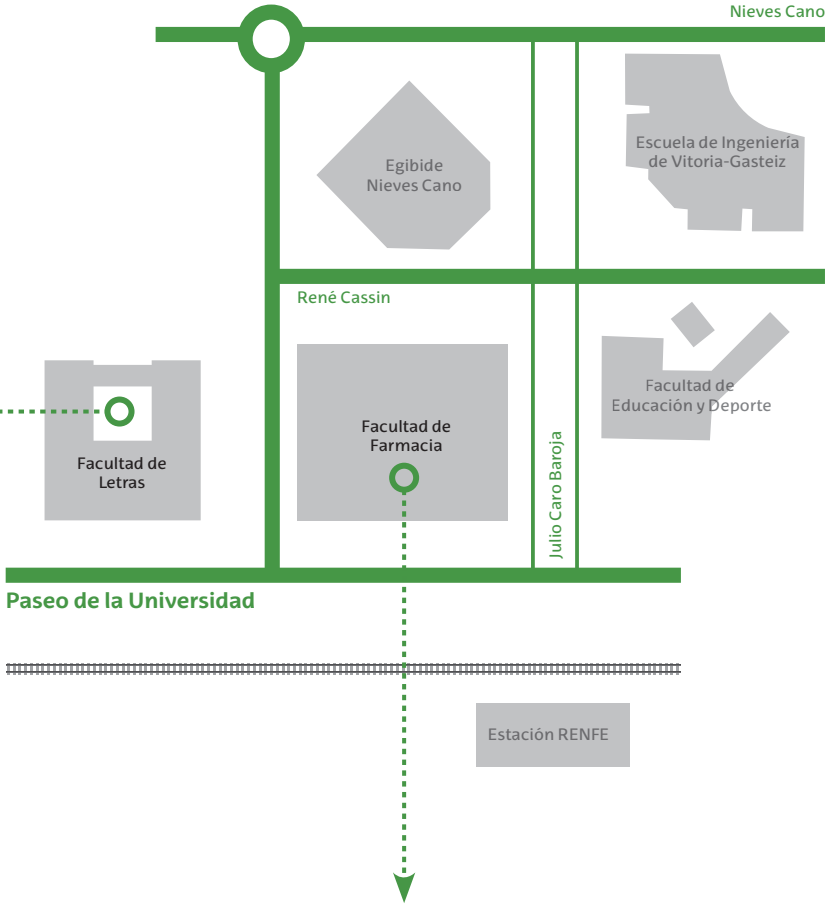 Nieves Cano
Escuela de Ingeniería
de Vitoria-Gasteiz
Egibide
Nieves Cano
René Cassin
Facultad de
Educación y Deporte
Facultad de
Farmacia
Julio Caro Baroja
Facultad de
Letras
Paseo de la Universidad
Estación RENFE